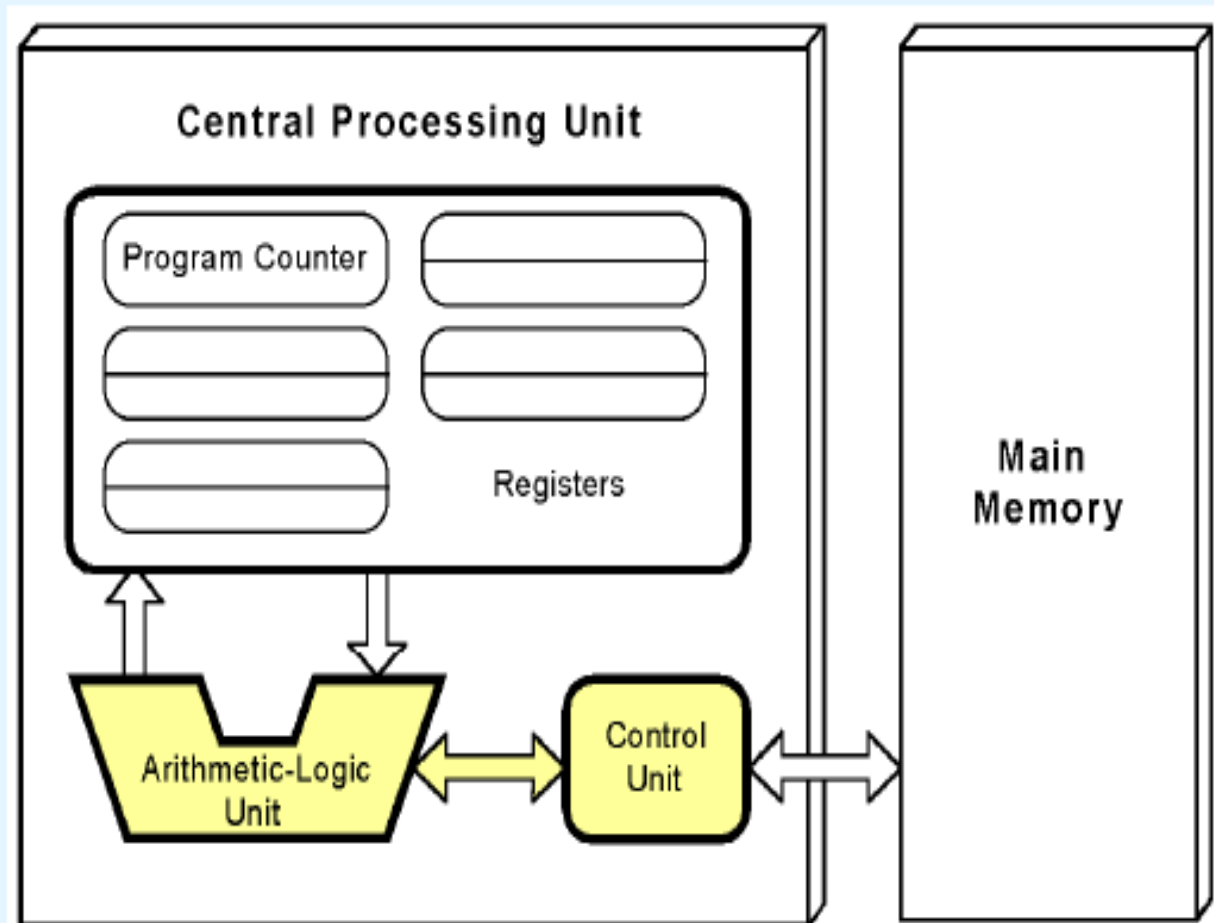 Central Processing Unit
Program Counter
Registers
Main
Memory
Arithmetic-Logic
Unit
Control
Unit